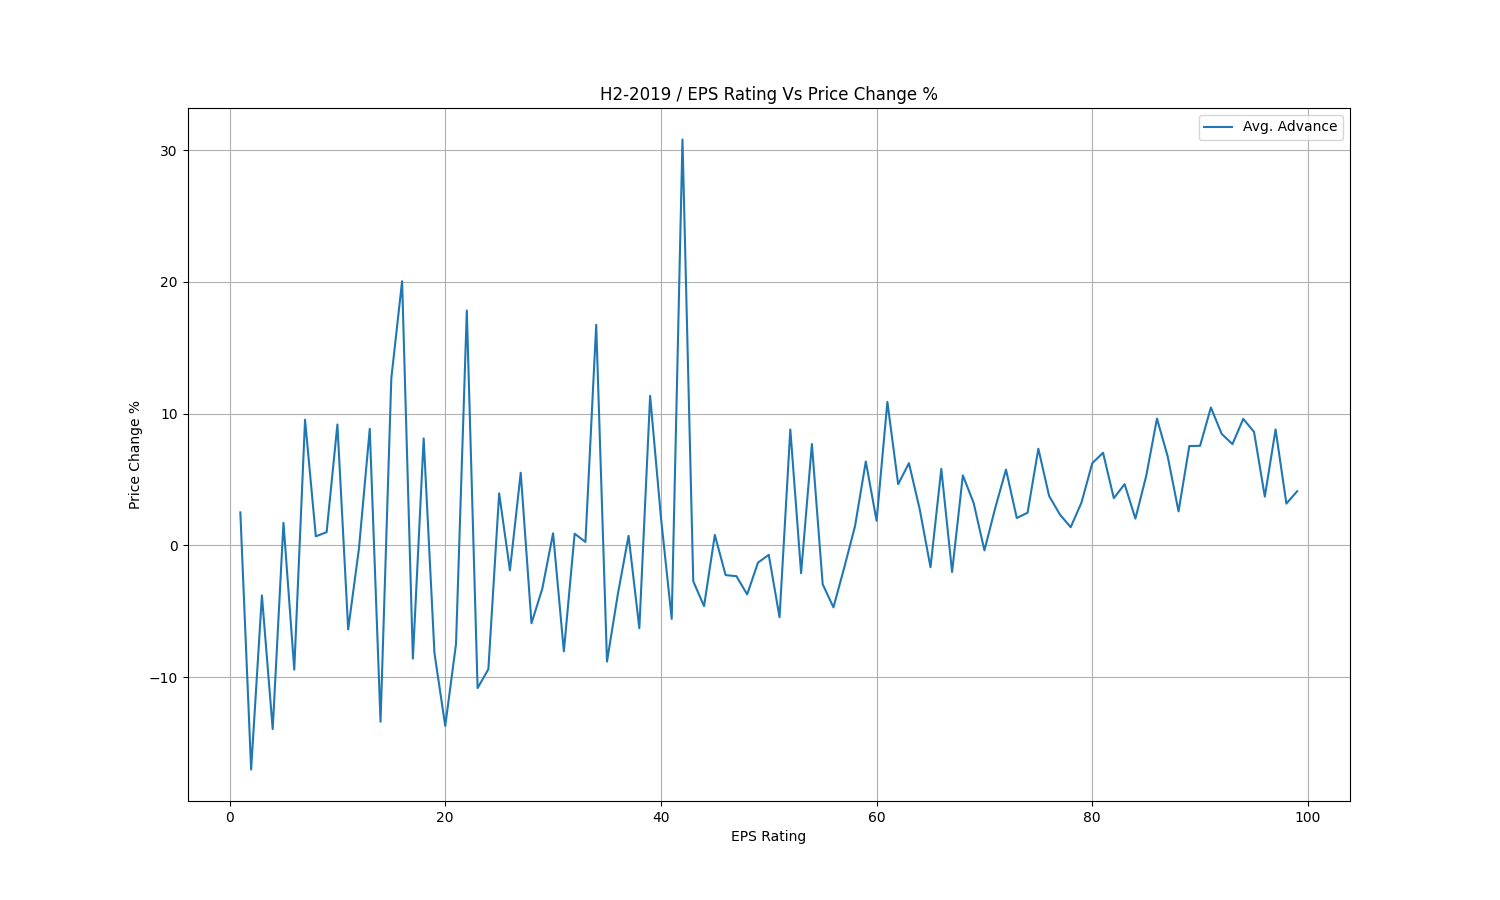 H2-2019 / EPS Rating Vs Price Change %
Avg. Advance
30
20
10
0
−10
Price Change %
0 20 40 60 80 100
EPS Rating